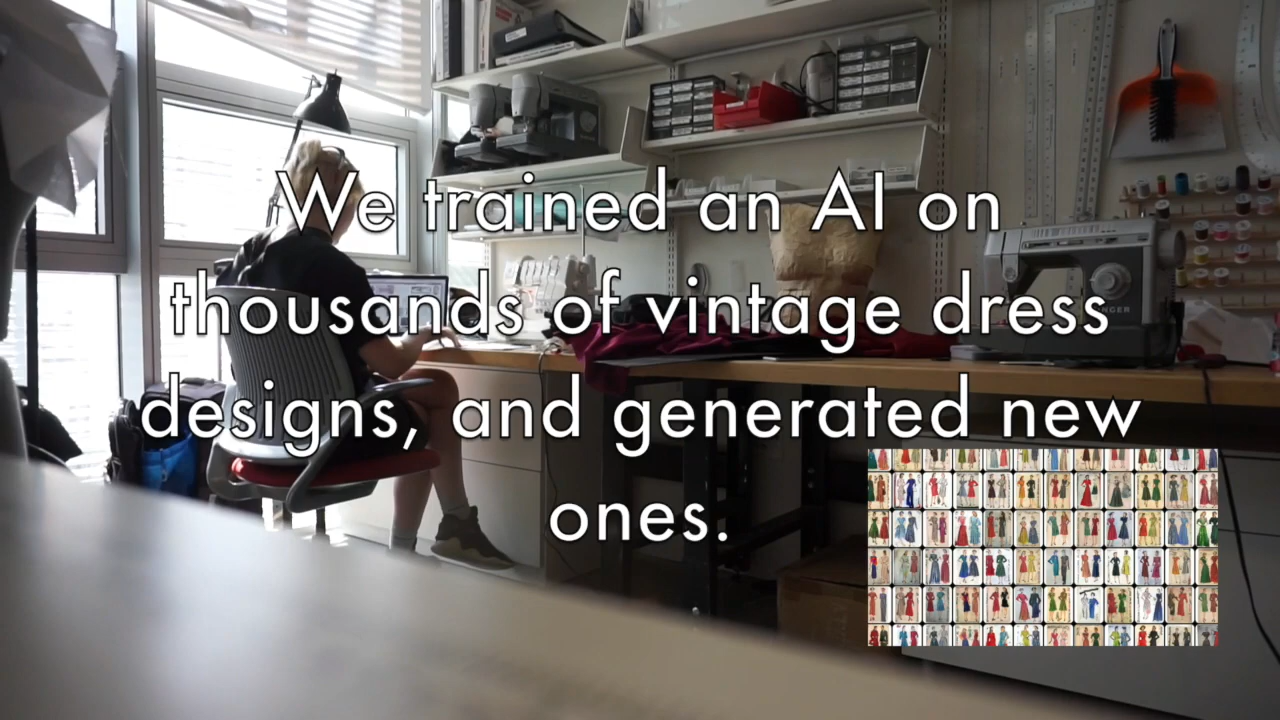 We trained an AI on
thousands of vintage dress
designs, and generated new
ones.
SINGER